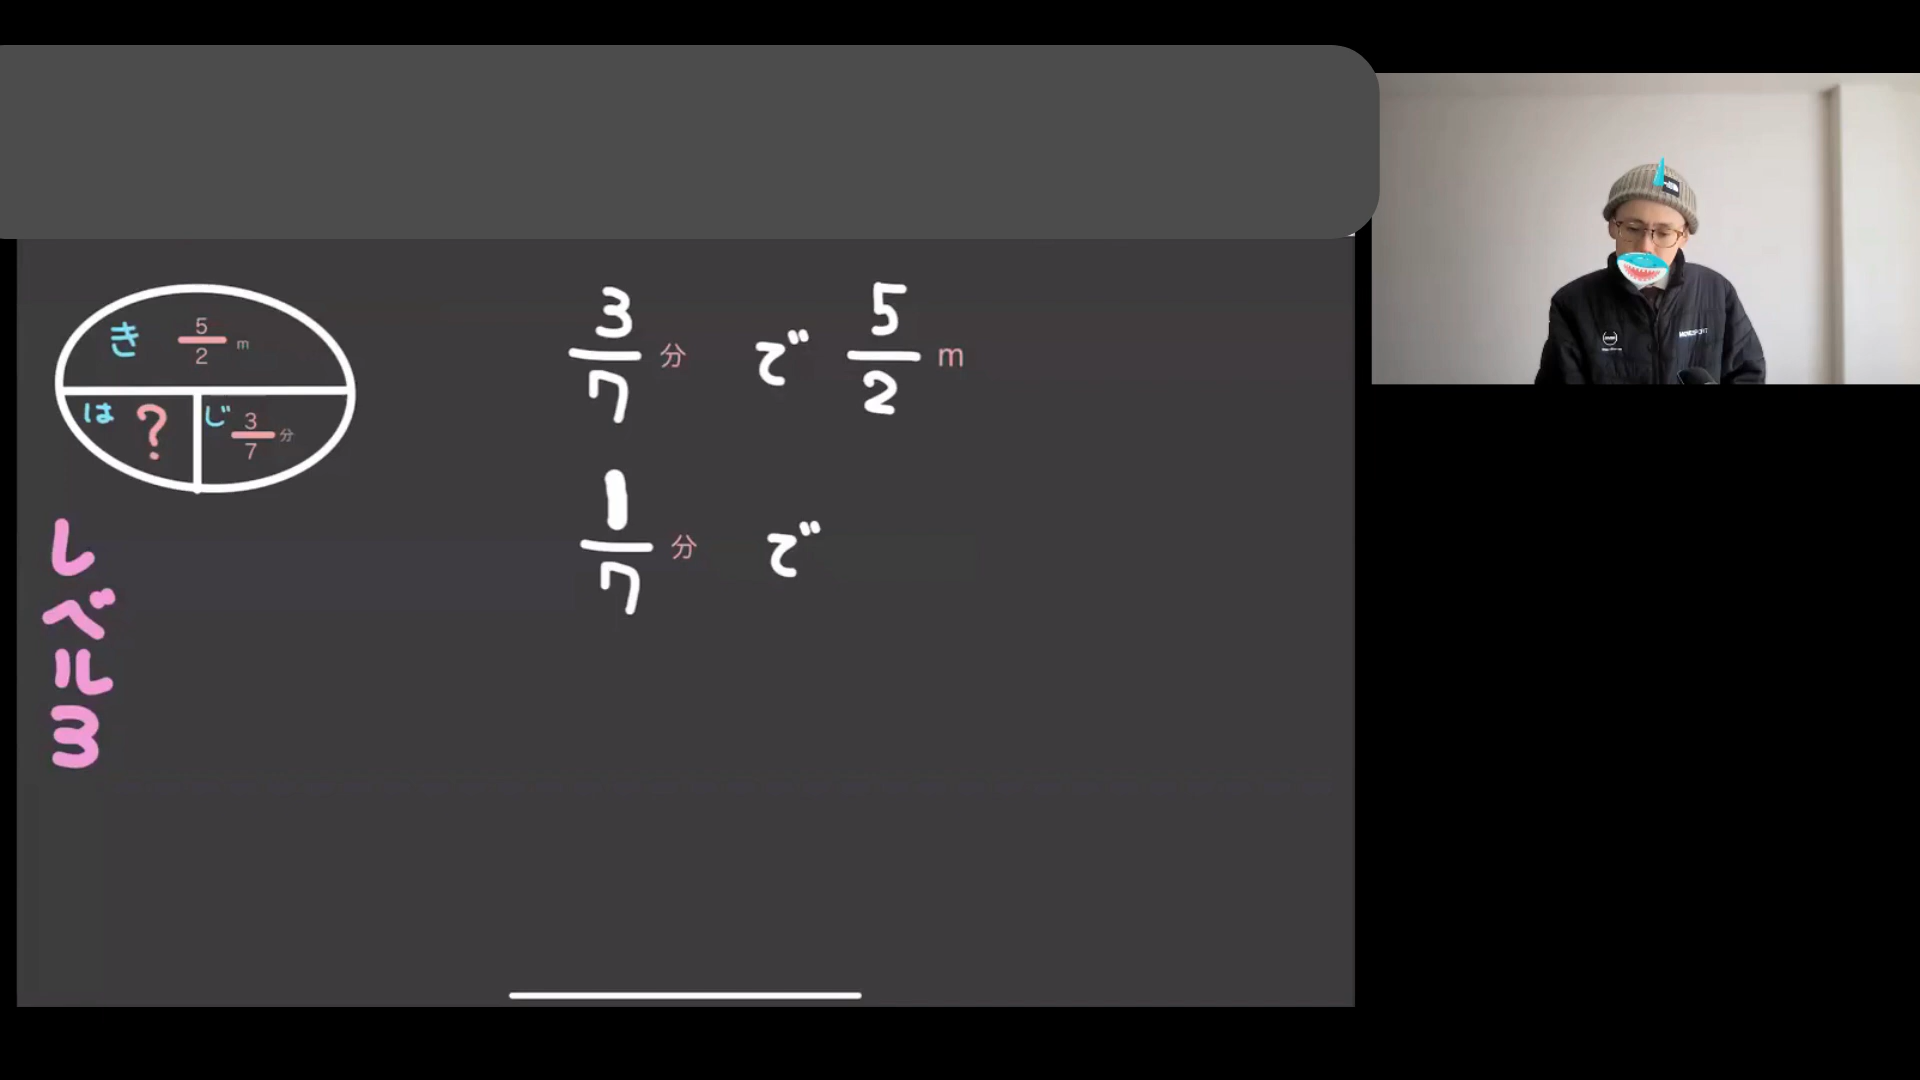 き 5/2 m
は ? じ 3/7 分
3/7 分 で 5/2 m
1/7 分 で
レベル3